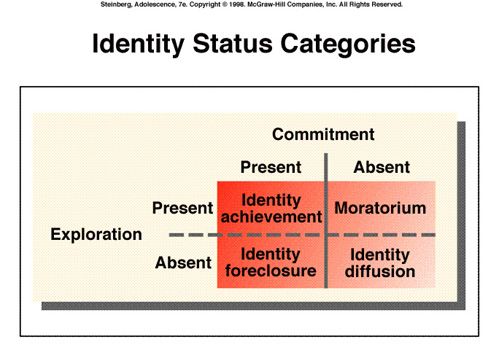 Steinberg, Adolescence, 7e. Copyright © 1998. McGraw-Hill Companies, Inc. All Rights Reserved.
Identity Status Categories
Commitment
Present Absent
Present Identity achievement Moratorium
Exploration
Absent Identity foreclosure Identity diffusion